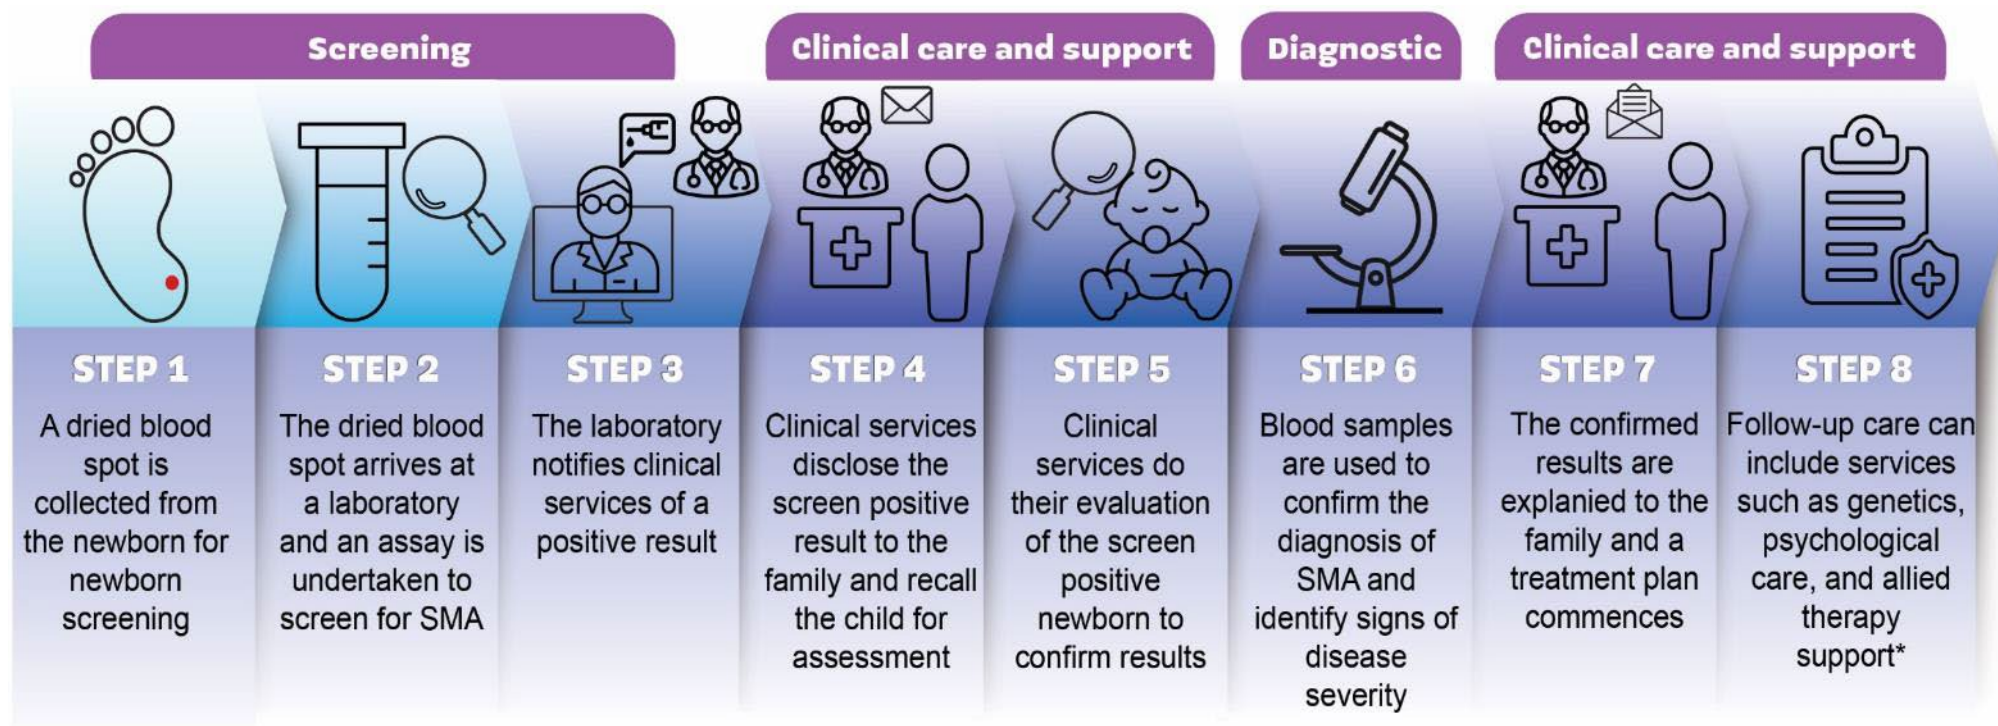 Screening
Clinical care and support
Diagnostic
Clinical care and support
STEP 1
A dried blood
spot is
collected from
the newborn for
newborn
screening
STEP 2
The dried blood
spot arrives at
a laboratory
and an assay is
undertaken to
screen for SMA
STEP 3
The laboratory
notifies clinical
services of a
positive result
STEP 4
Clinical services
disclose the
screen positive
result to the
family and recall
the child for
assessment
STEP 5
Clinical
services do
their evaluation
of the screen
positive
newborn to
confirm results
STEP 6
Blood samples
are used to
confirm the
diagnosis of
SMA and
identify signs of
disease
severity
STEP 7
The confirmed
results are
explanied to the
family and a
treatment plan
commences
STEP 8
Follow-up care can
include services
such as genetics,
psychological
care, and allied
therapy
support*